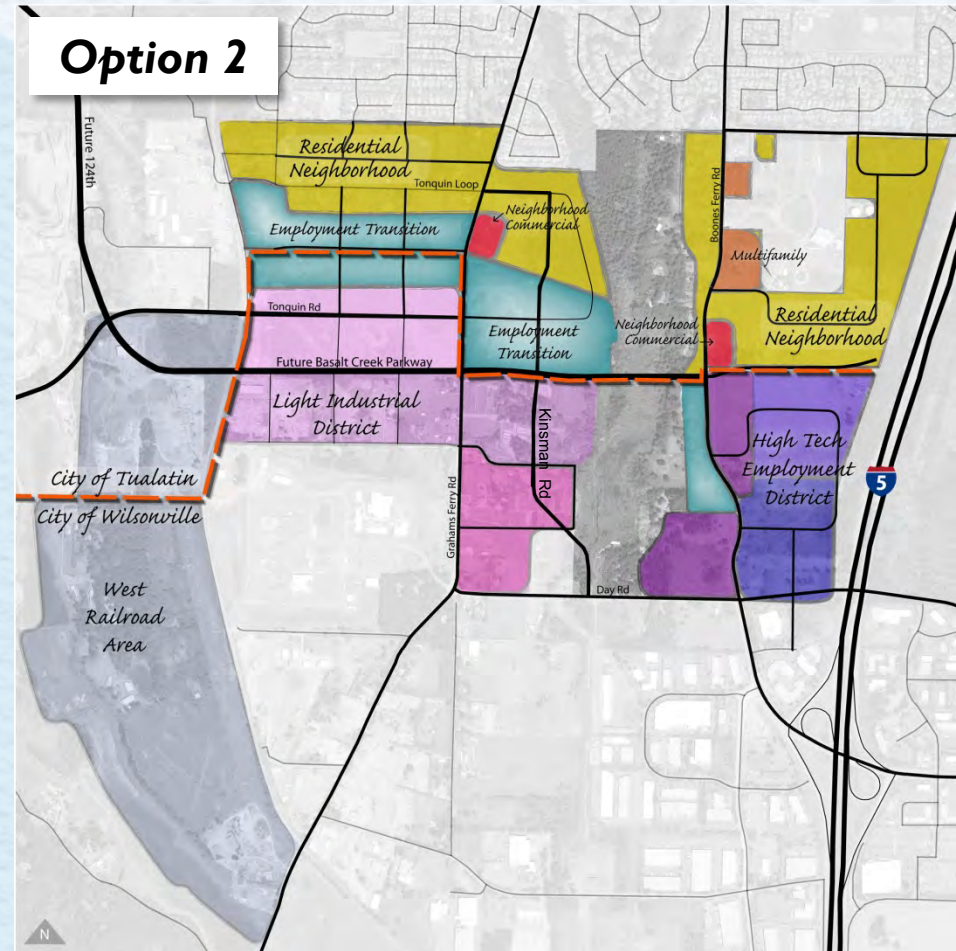 Option 2
Future 124th
Residential
Neighborhood
Tonquin Loop
Neighborhood
Commercial
Boones Ferry Rd
Employment Transition
Multifamily
Tonquin Rd
Employment
Transition
Neighborhood
Commercial
Residential
Neighborhood
Future Basalt Creek Parkway
Light Industrial
District
Kinsman Rd
High Tech
Employment
District
5
City of Tualatin
City of Wilsonville
Grahams Ferry Rd
West
Railroad
Area
Day Rd
N